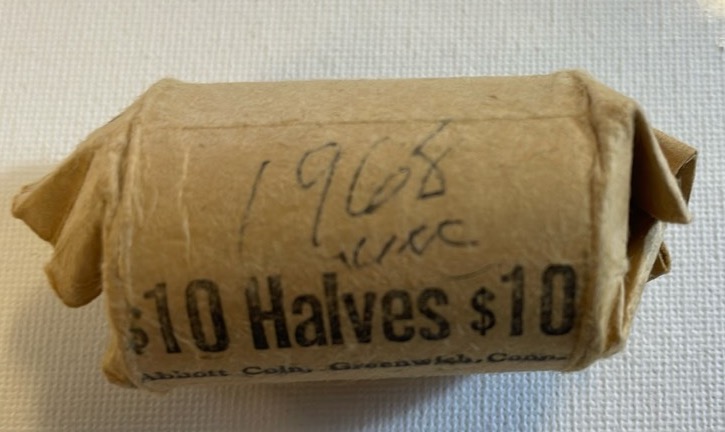 1968
unc
$10 Halves $10
Abbott Coin, Greenwich, Conn.